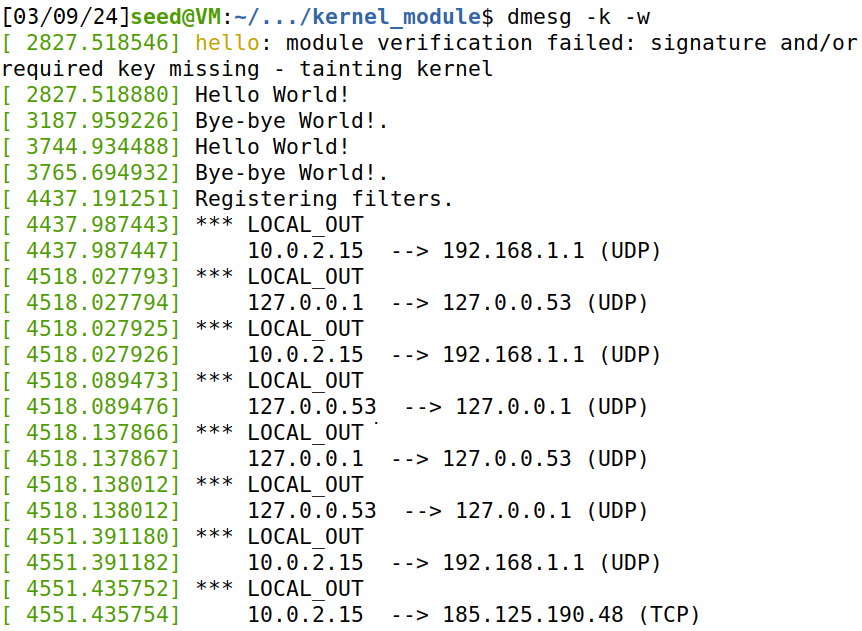 [03/09/24]seed@VM:~/.../kernel_module$ dmesg -k -w
[ 2827.518546] hello: module verification failed: signature and/or
required key missing - tainting kernel
[ 2827.518880] Hello World!
[ 3187.959226] Bye-bye World!.
[ 3744.934488] Hello World!
[ 3765.694932] Bye-bye World!.
[ 4437.191251] Registering filters.
[ 4437.987443] *** LOCAL_OUT
[ 4437.987447]     10.0.2.15  --> 192.168.1.1 (UDP)
[ 4518.027793] *** LOCAL_OUT
[ 4518.027794]     127.0.0.1  --> 127.0.0.53 (UDP)
[ 4518.027925] *** LOCAL_OUT
[ 4518.027926]     10.0.2.15  --> 192.168.1.1 (UDP)
[ 4518.089473] *** LOCAL_OUT
[ 4518.089476]     127.0.0.53  --> 127.0.0.1 (UDP)
[ 4518.137866] *** LOCAL_OUT
[ 4518.137867]     127.0.0.1  --> 127.0.0.53 (UDP)
[ 4518.138012] *** LOCAL_OUT
[ 4518.138012]     127.0.0.53  --> 127.0.0.1 (UDP)
[ 4551.391180] *** LOCAL_OUT
[ 4551.391182]     10.0.2.15  --> 192.168.1.1 (UDP)
[ 4551.435752] *** LOCAL_OUT
[ 4551.435754]     10.0.2.15  --> 185.125.190.48 (TCP)